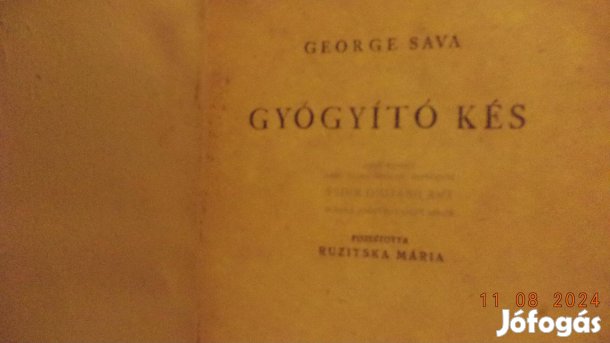 GEORGE SAVA
GYÓGYÍTÓ KÉS
FORDÍTOTTA
RUZITSKA MÁRIA
11 08 2024
Jófogás